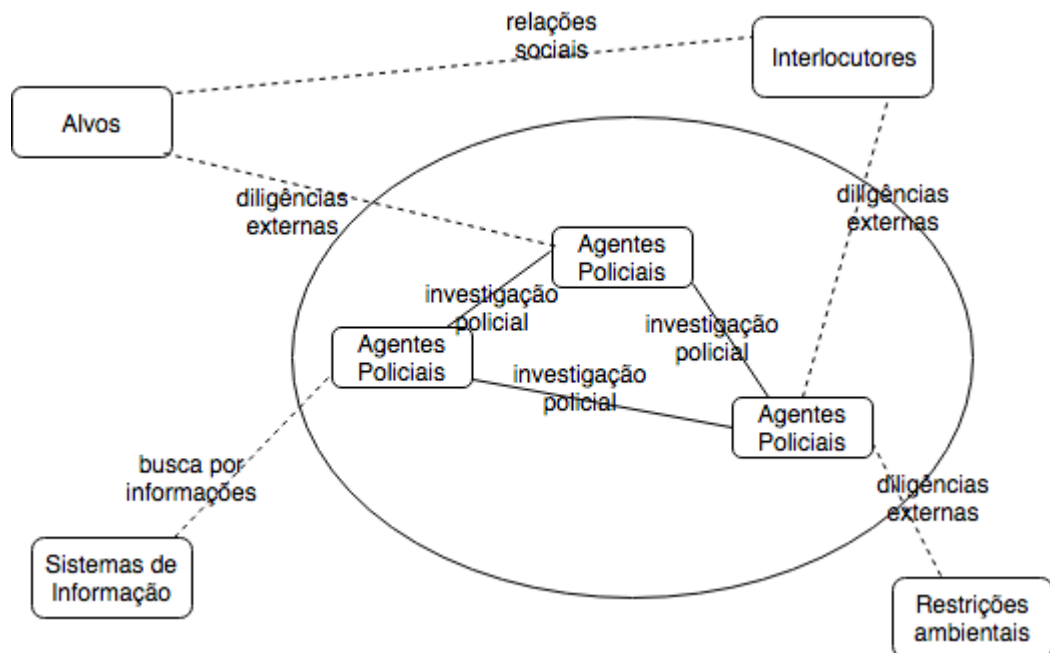 relações
sociais
Interlocutores
Alvos
diligências
externas
diligências
externas
Agentes
Policiais
investigação
policial
investigação
policial
Agentes
Policiais
investigação
policial
Agentes
Policiais
busca por
informações
diligências
externas
Sistemas de
Informação
Restrições
ambientais